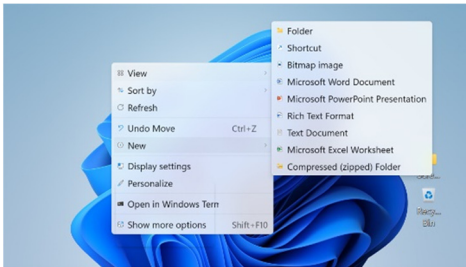 View
Sort by
Refresh
Undo Move Ctrl+Z
New
Display settings
Personalize
Open in Windows Terr
Show more options Shift+F10
Folder
Shortcut
Bitmap image
Microsoft Word Document
Microsoft PowerPoint Presentation
Rich Text Format
Text Document
Microsoft Excel Worksheet
Compressed (zipped) Folder